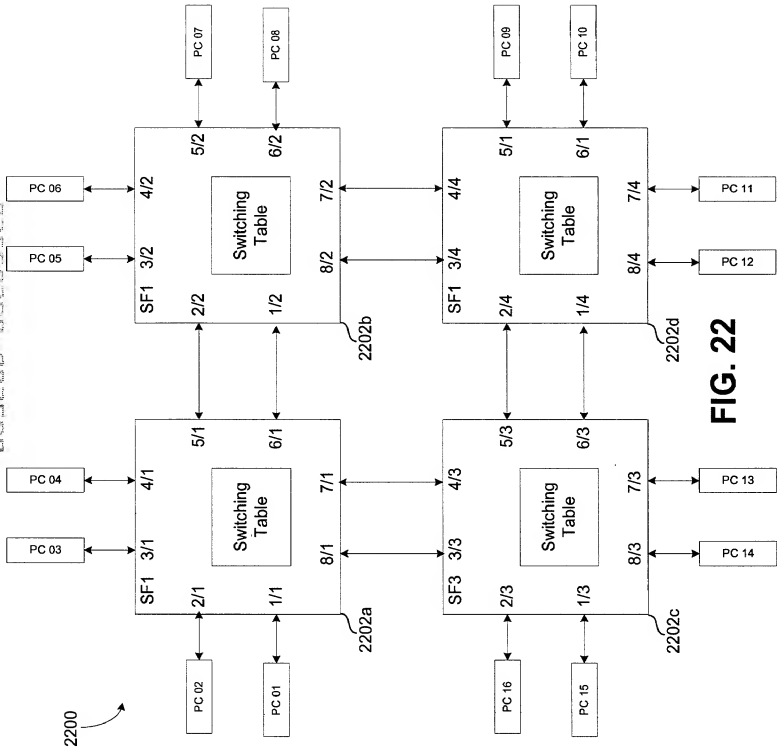 2200
PC 03
PC 04
PC 02
PC 01
SF1
3/1
4/1
2/1
1/1
5/1
6/1
8/1
7/1
Switching
Table
2202a
PC 05
PC 06
PC 07
PC 08
SF1
3/2
4/2
2/2
1/2
5/2
6/2
8/2
7/2
Switching
Table
2202b
PC 16
PC 15
SF3
3/3
4/3
2/3
1/3
5/3
6/3
8/3
7/3
Switching
Table
2202c
PC 14
PC 13
PC 09
PC 10
SF1
3/4
4/4
2/4
1/4
5/1
6/1
8/4
7/4
Switching
Table
2202d
PC 12
PC 11
FIG. 22